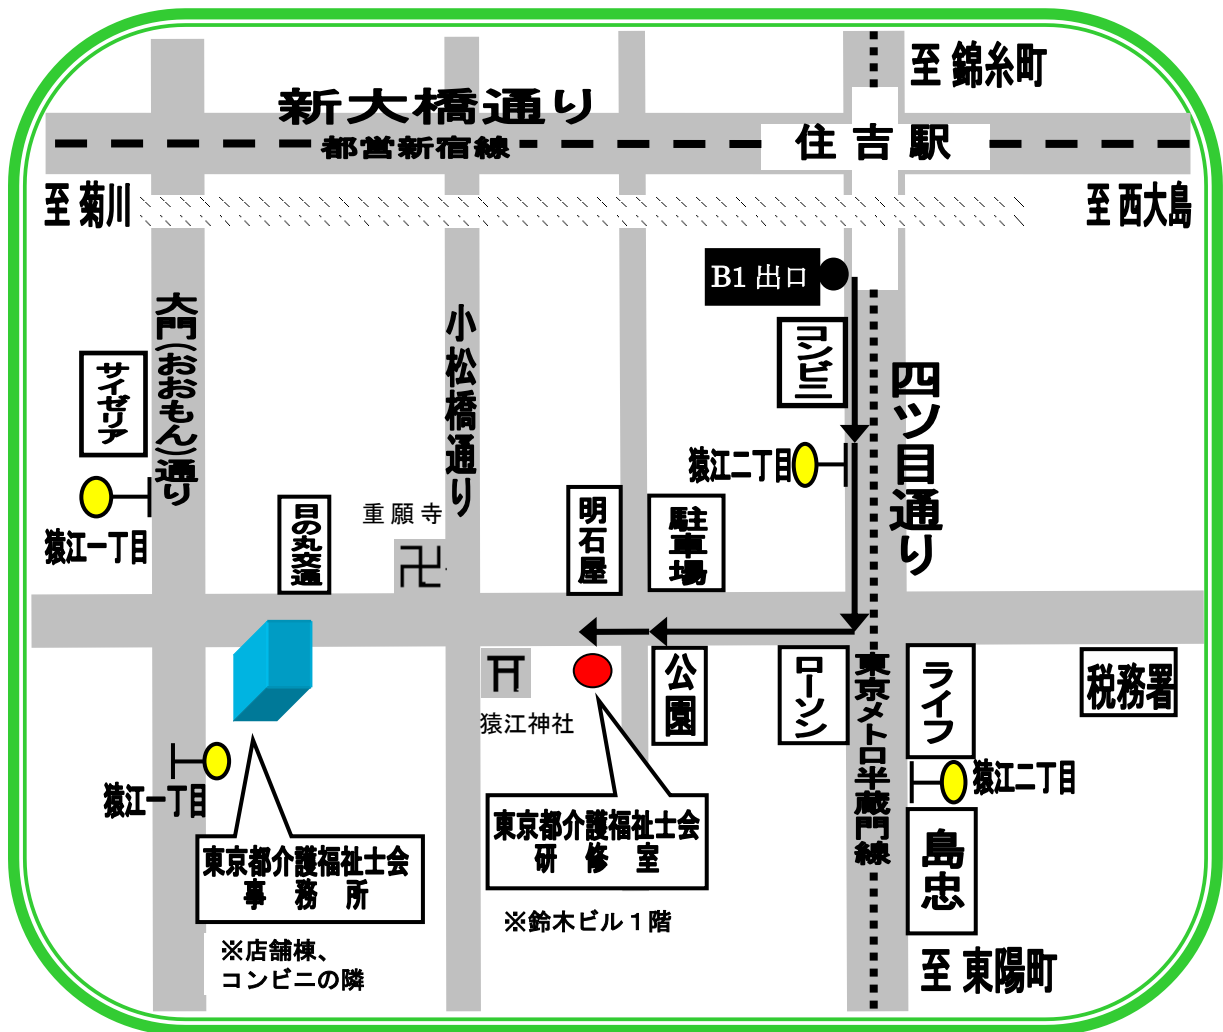 至 錦糸町
新大橋通り
都営新宿線
住吉駅
至 菊川
至 西大島
B1 出口
コンビニ
大門(おおもん)通り
小松橋通り
四ツ目通り
サイゼリア
猿江二丁目
猿江一丁目
日の丸交通
重願寺
卍
明石屋
駐車場
猿江神社
公園
ローソン
東京メトロ半蔵門線
ライフ
税務署
猿江一丁目
猿江二丁目
東京都介護福祉士会
研 修 室
東京都介護福祉士会
事 務 所
島忠
※鈴木ビル1階
※店舗棟、
コンビニの隣
至 東陽町